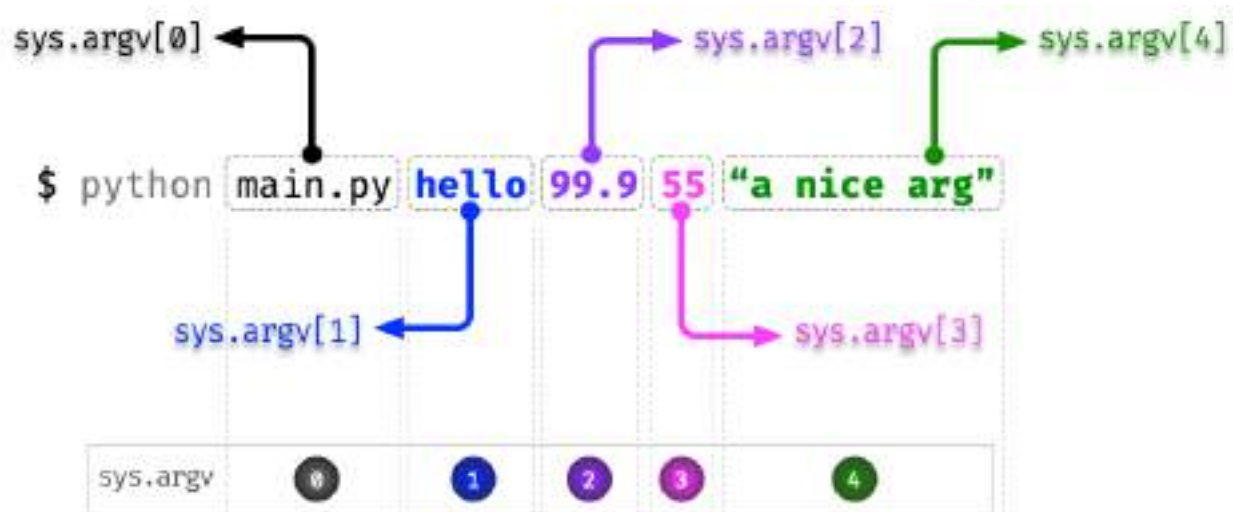 sys.argv[0] sys.argv[2] sys.argv[4]
$ python main.py hello 99.9 55 “a nice arg”
sys.argv[1] sys.argv[3]
sys.argv 0 1 2 3 4